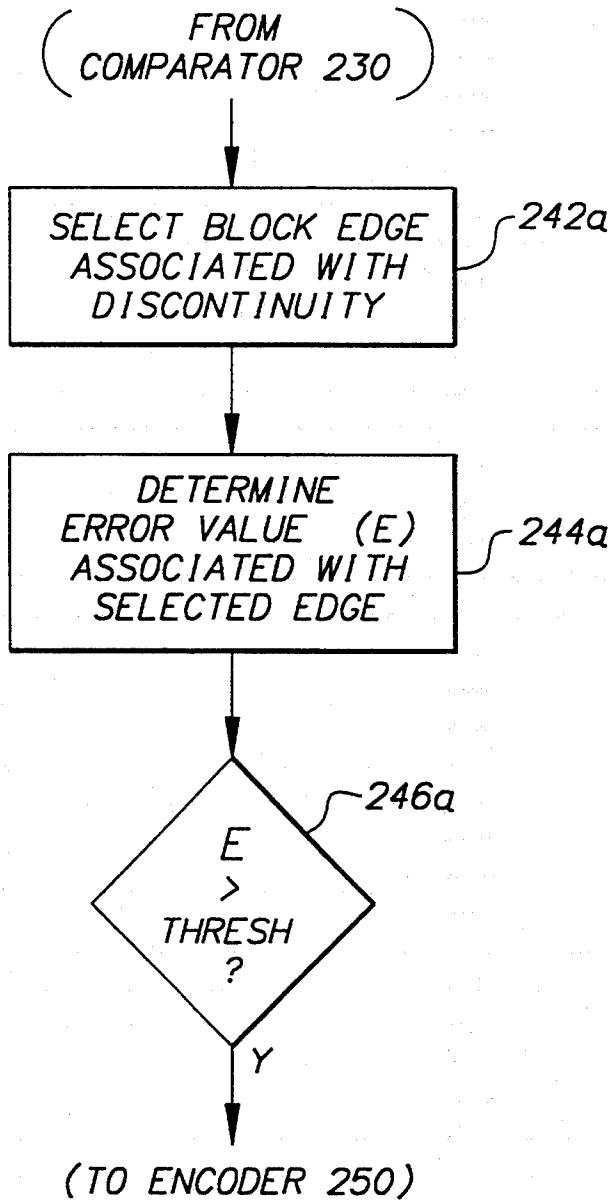 FROM
COMPARATOR 230
SELECT BLOCK EDGE
ASSOCIATED WITH
DISCONTINUITY
242a
DETERMINE
ERROR VALUE (E)
ASSOCIATED WITH
SELECTED EDGE
244a
E
>
THRESH
?
246a
Y
(TO ENCODER 250)